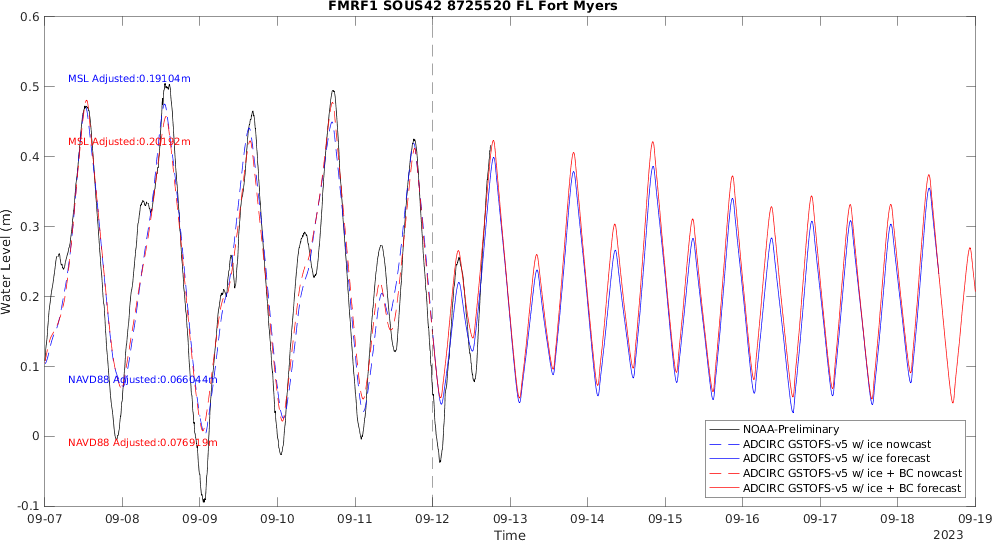 FMRF1 SOUS42 8725520 FL Fort Myers
0.6
0.5
0.4
0.3
0.2
0.1
0
-0.1
Water Level (m)
MSL Adjusted:0.19104m
MSL Adjusted:0.20192m
NAVD88 Adjusted:0.066044m
NAVD88 Adjusted:0.076919m
NOAA-Preliminary
ADCIRC GSTOFS-v5 w/ ice nowcast
ADCIRC GSTOFS-v5 w/ ice forecast
ADCIRC GSTOFS-v5 w/ ice + BC nowcast
ADCIRC GSTOFS-v5 w/ ice + BC forecast
09-07 09-08 09-09 09-10 09-11 09-12 09-13 09-14 09-15 09-16 09-17 09-18 09-19
Time
2023